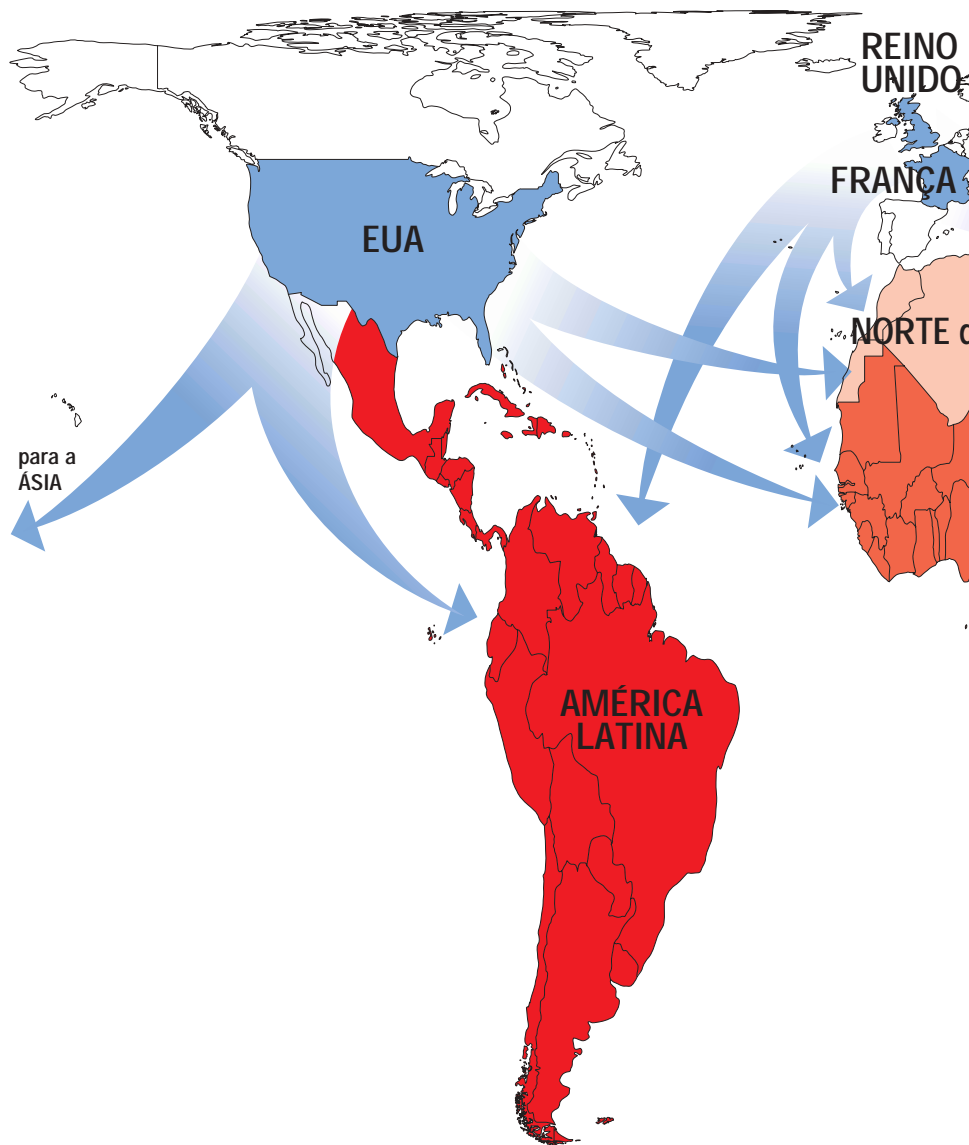 REINO
UNIDO
FRANÇA
EUA
NORTE d
para a
ÁSIA
AMÉRICA
LATINA